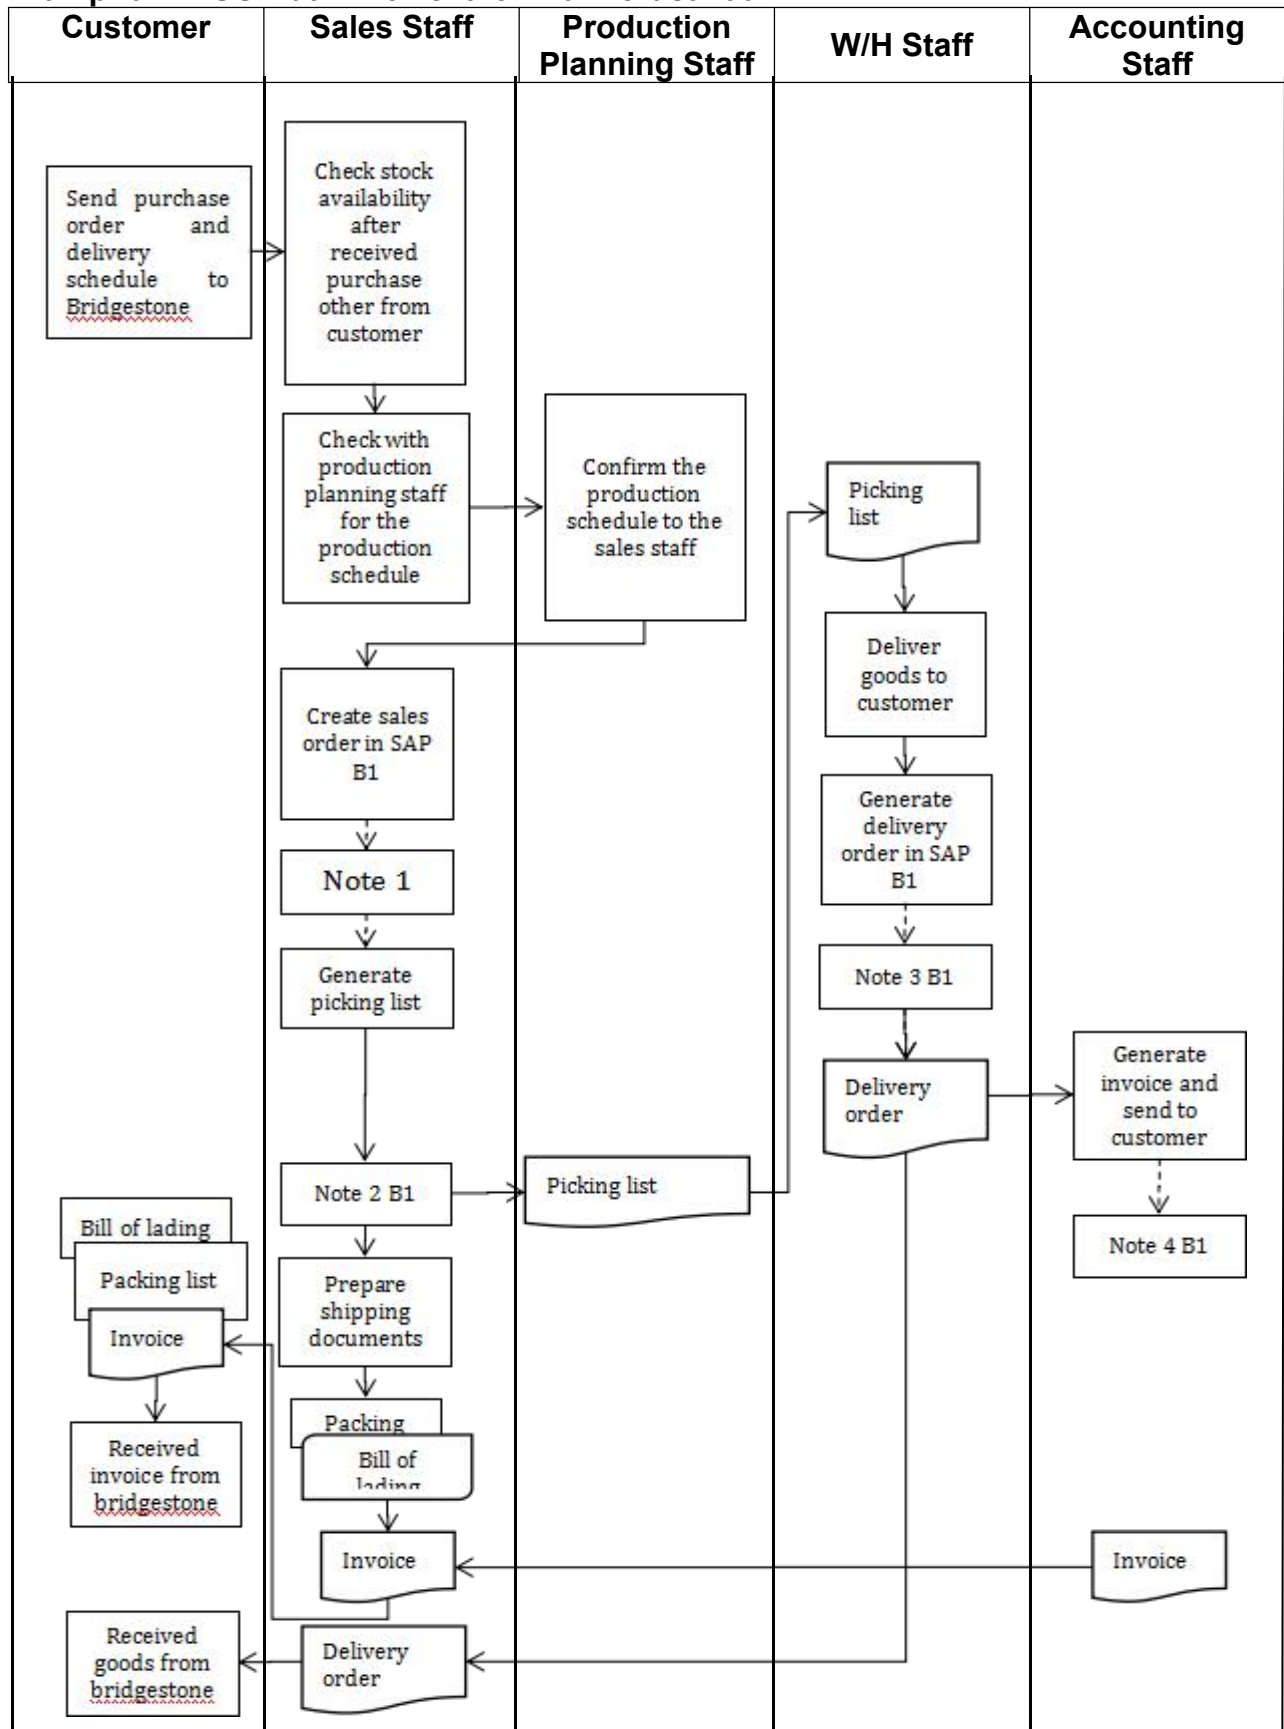 Customer
Sales Staff
Production
Planning Staff
W/H Staff
Accounting
Staff
Send purchase
order and
delivery
schedule to
Bridgestone
Check stock
availability
after
received
purchase
other from
customer
Check with
production
planning staff
for the
production
schedule
Confirm the
production
schedule to the
sales staff
Picking
list
Deliver
goods to
customer
Create sales
order in SAP
B1
Generate
delivery
order in SAP
B1
Note 1
Generate
picking list
Note 3 B1
Delivery
order
Generate
invoice and
send to
customer
Note 2 B1
Picking list
Note 4 B1
Bill of lading
Packing list
Invoice
Prepare
shipping
documents
Packing
Bill of
lading
Received
invoice from
bridgestone
Invoice
Invoice
Received
goods from
bridgestone
Delivery
order